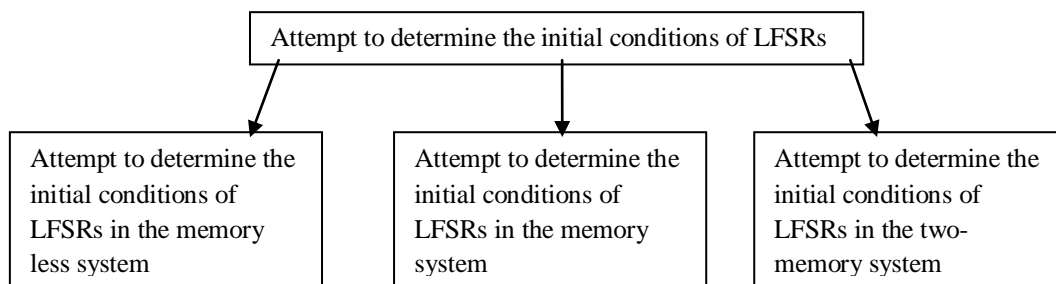 Attempt to determine the initial conditions of LFSRs
Attempt to determine the
initial conditions of
LFSRs in the memory
less system
Attempt to determine the
initial conditions of
LFSRs in the memory
system
Attempt to determine the
initial conditions of
LFSRs in the two-
memory system